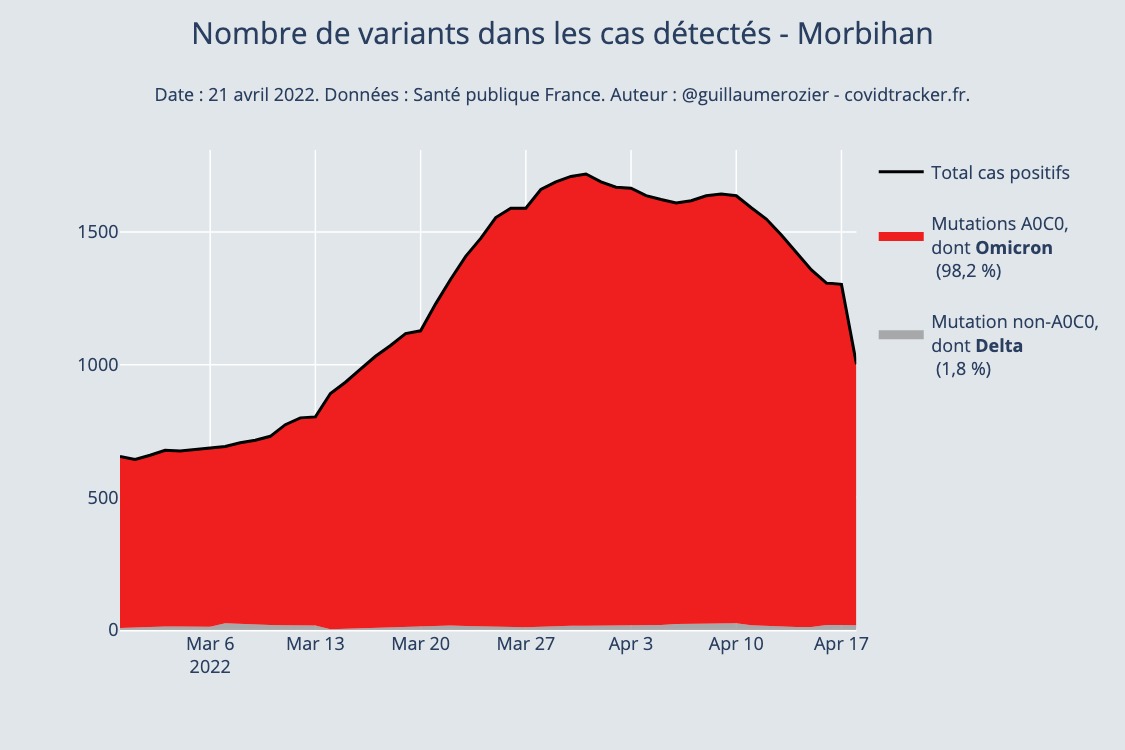 Nombre de variants dans les cas détectés - Morbihan
Date : 21 avril 2022. Données : Santé publique France. Auteur : @guillaumerozier - covidtracker.fr.
Total cas positifs
Mutations A0C0,
dont Omicron
(98,2 %)
Mutation non-A0C0,
dont Delta
(1,8 %)
1500
1000
500
0
Mar 6 Mar 13 Mar 20 Mar 27 Apr 3 Apr 10 Apr 17
2022